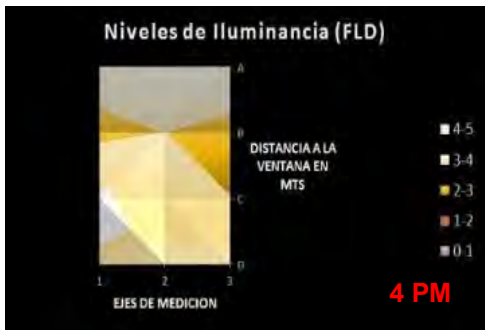 Niveles de Iluminancia (FLD)
A
B
C
D
DISTANCIA A LA
VENTANA EN
MTS
1 2 3
EJES DE MEDICION
4-5
3-4
2-3
1-2
0-1
4 PM